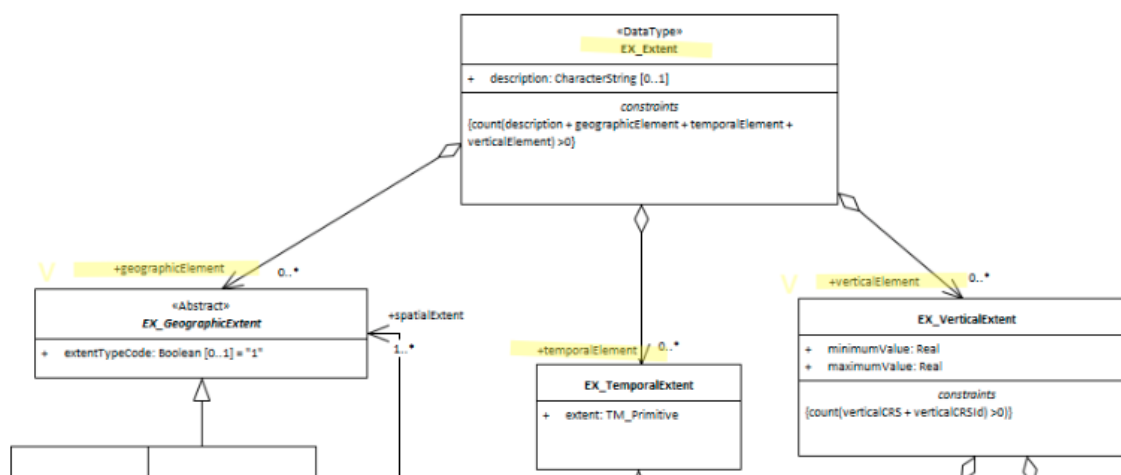 «DataType»
EX_Extent
+ description: CharacterString [0..1]
constraints
{count(description + geographicElement + temporalElement +
verticalElement) >0}
V +geographicElement 0..*
«Abstract»
EX_GeographicExtent
+ extentTypeCode: Boolean [0..1] = "1"
+spatialExtent
1..*
+temporalElement 0..*
EX_TemporalExtent
+ extent: TM_Primitive
V +verticalElement 0..*
EX_VerticalExtent
+ minimumValue: Real
+ maximumValue: Real
constraints
{count(verticalCRS + verticalCRSId) >0)}